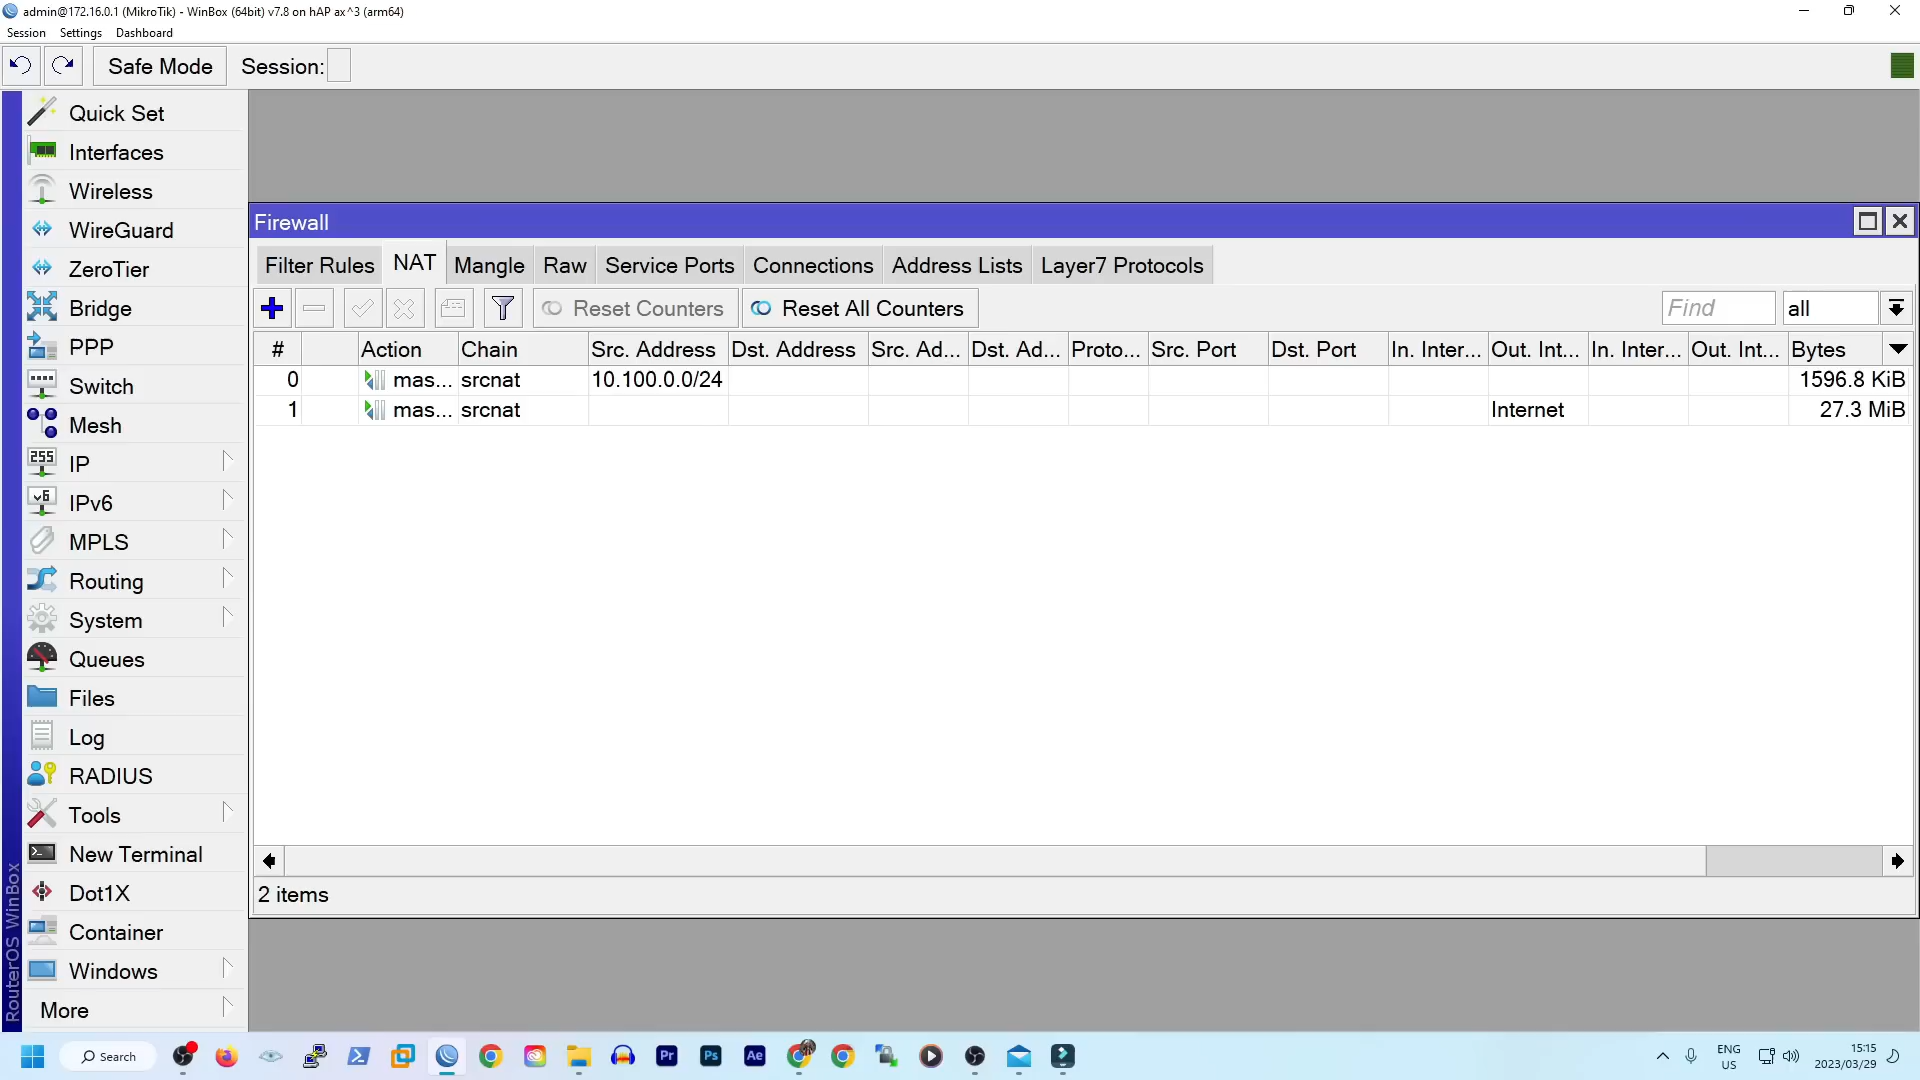 admin@172.16.0.1 (MikroTik) - WinBox (64bit) v7.8 on hAP ax^3 (arm64)
Session Settings Dashboard
Safe Mode Session:
Quick Set
Interfaces
Wireless
WireGuard
ZeroTier
Bridge
PPP
Switch
Mesh
255 IP
v6 IPv6
MPLS
Routing
System
Queues
Files
Log
RADIUS
Tools
New Terminal
Dot1X
Container
Windows
More
RouterOS WinBox
Firewall
Filter Rules NAT Mangle Raw Service Ports Connections Address Lists Layer7 Protocols
Reset Counters Reset All Counters Find all
# Action Chain Src. Address Dst. Address Src. Ad... Dst. Ad... Proto... Src. Port Dst. Port In. Inter... Out. Int... In. Inter... Out. Int... Bytes
0 mas... srcnat 10.100.0.0/24 1596.8 KiB
1 mas... srcnat Internet 27.3 MiB
2 items
Search Pr Ps Ae ENG US 15:15 2023/03/29